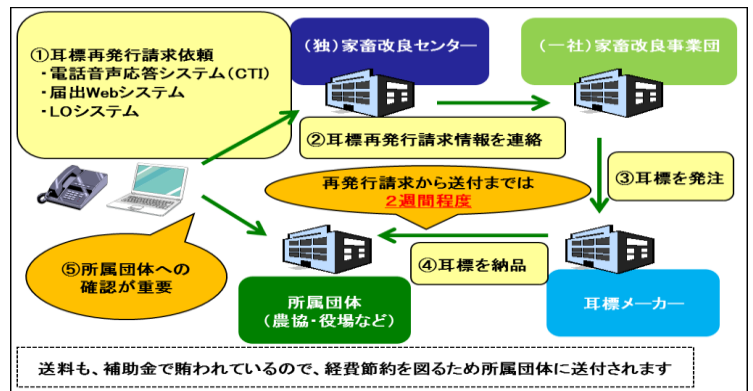 ①耳標再発行請求依頼
・電話音声応答システム(CTI)
・届出Webシステム
・LOシステム
(独)家畜改良センター
(一社)家畜改良事業団
②耳標再発行請求情報を連絡
③耳標を発注
再発行請求から送付までは
2週間程度
④耳標を納品
⑤所属団体への
確認が重要
所属団体
(農協・役場など)
耳標メーカー
送料も、補助金で賄われているので、経費節約を図るため所属団体に送付されます